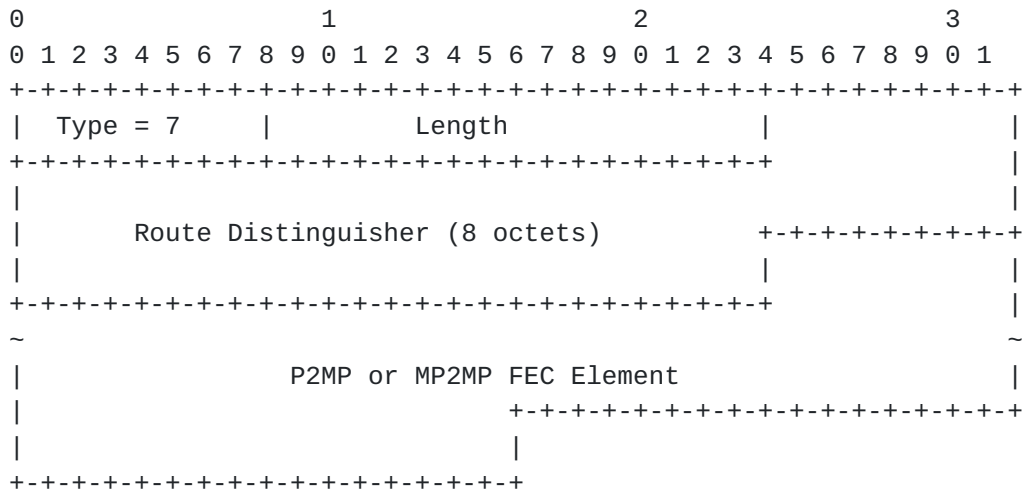 0                   1                   2                   3
0 1 2 3 4 5 6 7 8 9 0 1 2 3 4 5 6 7 8 9 0 1 2 3 4 5 6 7 8 9 0 1
+-+-+-+-+-+-+-+-+-+-+-+-+-+-+-+-+-+-+-+-+-+-+-+-+-+-+-+-+-+-+-+-+
|  Type = 7     |         Length                |               |
+-+-+-+-+-+-+-+-+-+-+-+-+-+-+-+-+-+-+-+-+-+-+-+-+               |
|                                                               |
|       Route Distinguisher (8 octets)          +-+-+-+-+-+-+-+-+
|                                               |               |
+-+-+-+-+-+-+-+-+-+-+-+-+-+-+-+-+-+-+-+-+-+-+-+-+               |
~                                                               ~
|                 P2MP or MP2MP FEC Element                     |
|                               +-+-+-+-+-+-+-+-+-+-+-+-+-+-+-+-+
|                               |
+-+-+-+-+-+-+-+-+-+-+-+-+-+-+-+-+